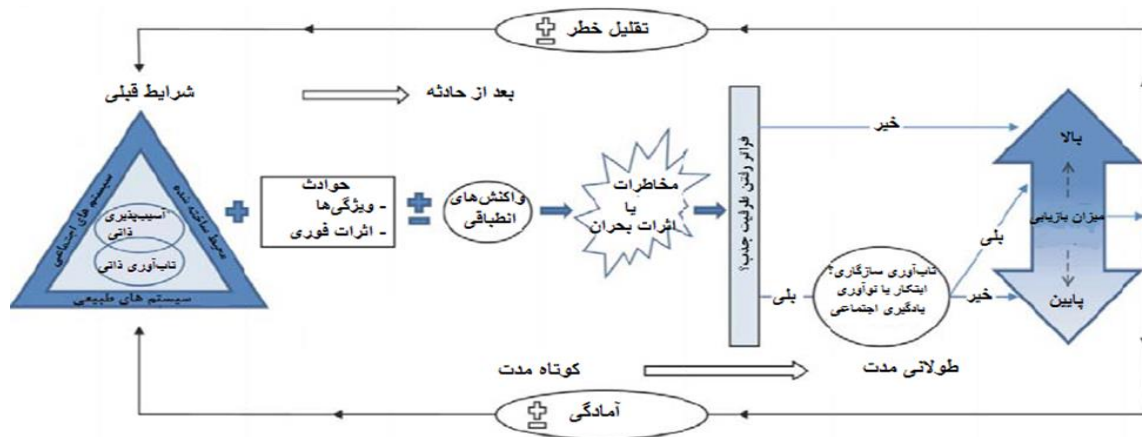 تقلیل خطر
شرایط قبلی
بعد از حادثه
سیستم های اجتماعی
محیط ساخته شده
سیستم های طبیعی
آسیب‌پذیری
ذاتی
تاب‌آوری ذاتی
حوادث
- ویژگی‌ها
- اثرات فوری
واکنش‌های
انطباقی
مخاطرات
یا
اثرات بحران
فراتر رفتن ظرفیت جذب؟
خیر
بلی
تاب‌آوری سازگاری؟
ابتکار یا نوآوری
یادگیری اجتماعی
بلی
خیر
بالا
میزان بازیابی
پایین
کوتاه مدت
طولانی مدت
آمادگی